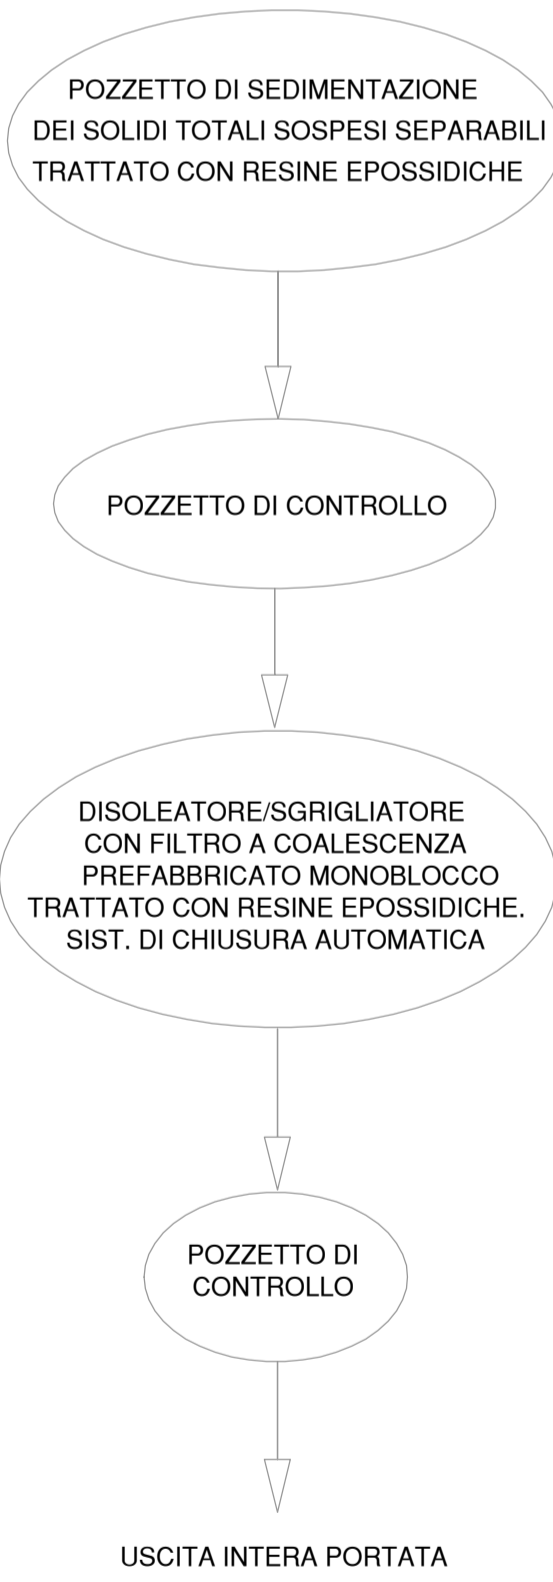 POZZETTO DI SEDIMENTAZIONE
DEI SOLIDI TOTALI SOSPESI SEPARABILI
TRATTATO CON RESINE EPOSSIDICHE
POZZETTO DI CONTROLLO
DISOLEATORE/SGRIGLIATORE
CON FILTRO A COALESCENZA
PREFABBRICATO MONOBLOCCO
TRATTATO CON RESINE EPOSSIDICHE.
SIST. DI CHIUSURA AUTOMATICA
POZZETTO DI
CONTROLLO
USCITA INTERA PORTATA